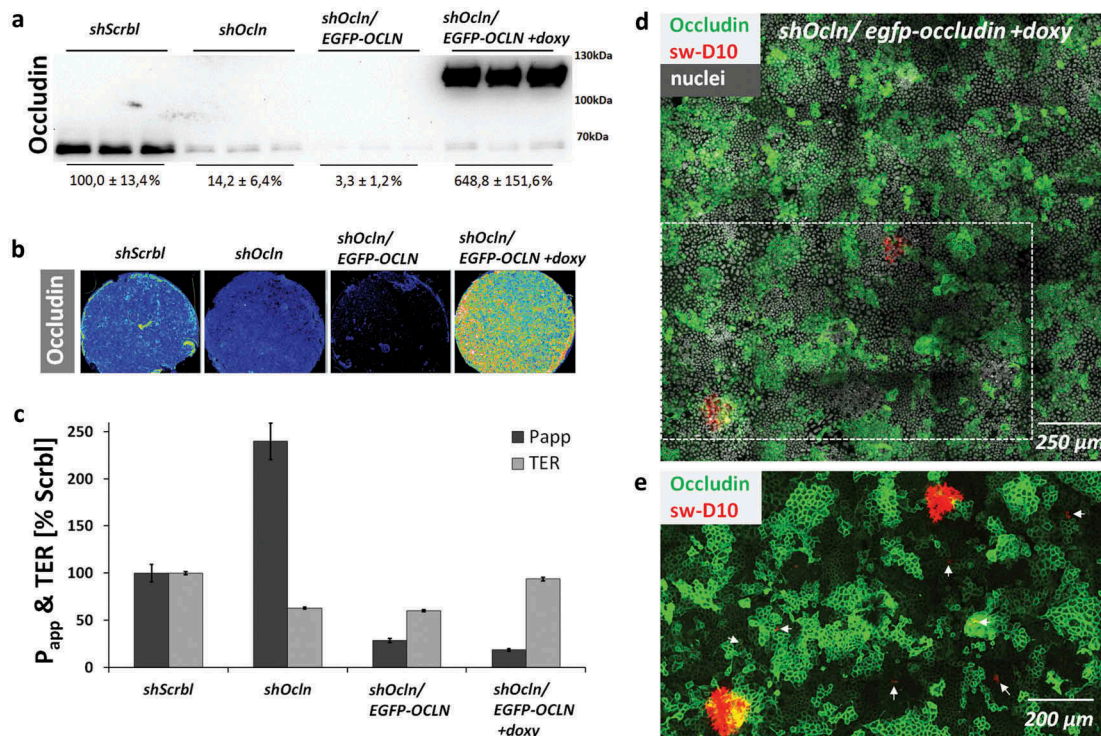 a
shScrbl
shOcln
shOcln/
EGFP-OCLN
shOcln/
EGFP-OCLN +doxy
Occludin
130kDa
100kDa
70kDa
100,0 ± 13,4%
14,2 ± 6,4%
3,3 ± 1,2%
648,8 ± 151,6%
b
shScrbl
shOcln
shOcln/
EGFP-OCLN
shOcln/
EGFP-OCLN +doxy
Occludin
c
Papp & TER [% Scrbl]
250
200
150
100
50
0
Papp
TER
shScrbl
shOcln
shOcln/
EGFP-OCLN
shOcln/
EGFP-OCLN
+doxy
d
Occludin
sw-D10
nuclei
shOcln/ egfp-occludin +doxy
250 µm
e
Occludin
sw-D10
200 µm